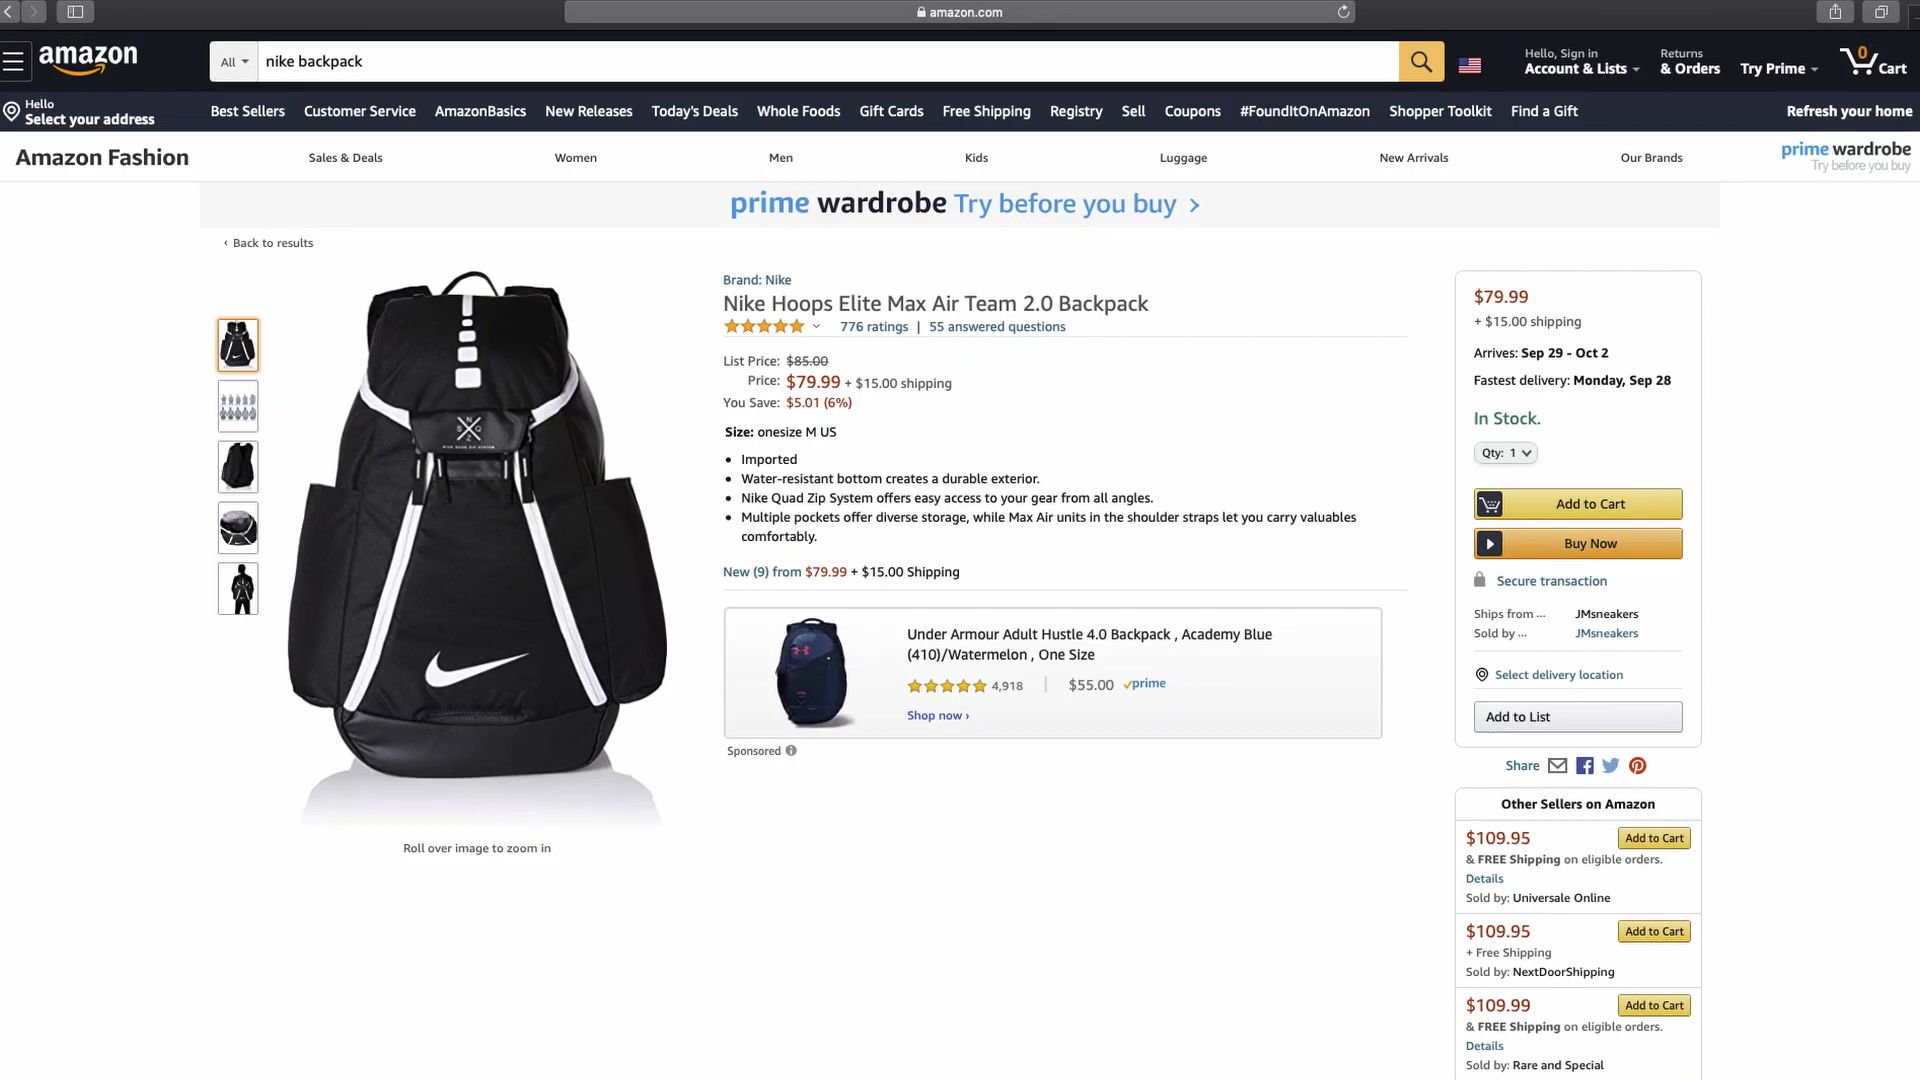 amazon.com
amazon
All
nike backpack
Hello, Sign in
Account & Lists
Returns
& Orders
Try Prime
0
Cart
Hello
Select your address
Best Sellers
Customer Service
AmazonBasics
New Releases
Today's Deals
Whole Foods
Gift Cards
Free Shipping
Registry
Sell
Coupons
#FoundItOnAmazon
Shopper Toolkit
Find a Gift
Refresh your home
Amazon Fashion
Sales & Deals
Women
Men
Kids
Luggage
New Arrivals
Our Brands
prime wardrobe
Try before you buy
prime wardrobe Try before you buy ›
‹ Back to results
Roll over image to zoom in
Brand: Nike
Nike Hoops Elite Max Air Team 2.0 Backpack
776 ratings | 55 answered questions
List Price: $85.00
Price: $79.99 + $15.00 shipping
You Save: $5.01 (6%)
Size: onesize M US
• Imported
• Water-resistant bottom creates a durable exterior.
• Nike Quad Zip System offers easy access to your gear from all angles.
• Multiple pockets offer diverse storage, while Max Air units in the shoulder straps let you carry valuables
comfortably.
New (9) from $79.99 + $15.00 Shipping
Under Armour Adult Hustle 4.0 Backpack , Academy Blue
(410)/Watermelon , One Size
4,918 | $55.00 prime
Shop now ›
Sponsored
$79.99
+ $15.00 shipping
Arrives: Sep 29 - Oct 2
Fastest delivery: Monday, Sep 28
In Stock.
Qty: 1
Add to Cart
Buy Now
Secure transaction
Ships from ... JMsneakers
Sold by ... JMsneakers
Select delivery location
Add to List
Share
Other Sellers on Amazon
$109.95 Add to Cart
& FREE Shipping on eligible orders.
Details
Sold by: Universale Online
$109.95 Add to Cart
+ Free Shipping
Sold by: NextDoorShipping
$109.99 Add to Cart
& FREE Shipping on eligible orders.
Details
Sold by: Rare and Special